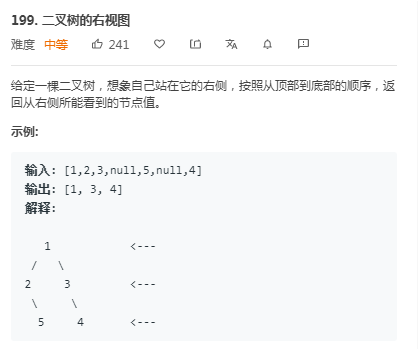 199. 二叉树的右视图
难度 中等 241
给定一棵二叉树，想象自己站在它的右侧，按照从顶部到底部的顺序，返
回从右侧所能看到的节点值。
示例:
输入: [1,2,3,null,5,null,4]
输出: [1, 3, 4]
解释:
   1            <---
 /   \
2     3         <---
 \     \
  5     4       <---